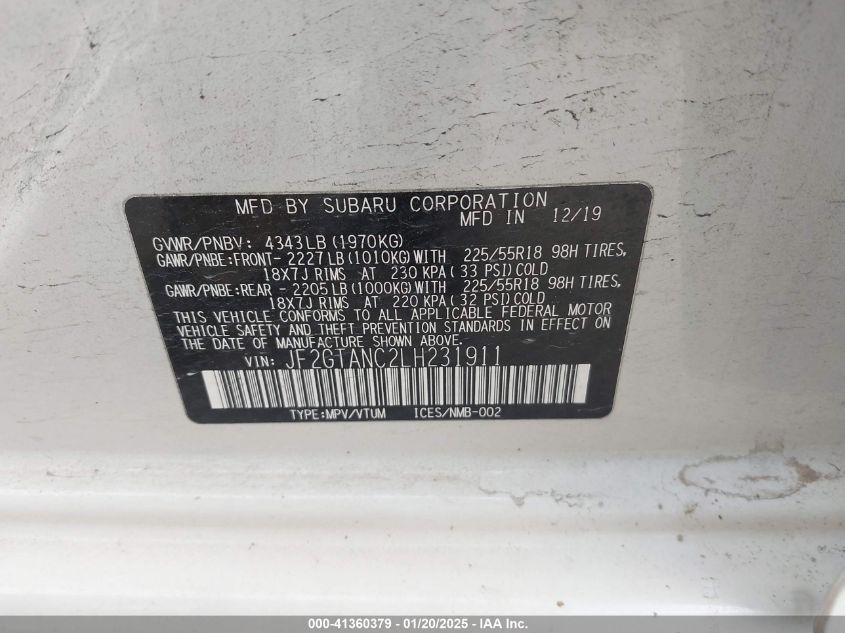 MFD BY SUBARU CORPORATION
MFD IN 12/19
GVWR/PNBV: 4343LB (1970KG)
GAWR/PNBE:FRONT- 2227LB (1010KG)WITH 225/55R18 98H TIRES,
18X7J RIMS AT 230 KPA ( 33 PSI)COLD
GAWR/PNBE:REAR - 2205LB (1000KG)WITH 225/55R18 98H TIRES,
18X7J RIMS AT 220 KPA ( 32 PSI)COLD
THIS VEHICLE CONFORMS TO ALL APPLICABLE FEDERAL MOTOR
VEHICLE SAFETY AND THEFT PREVENTION STANDARDS IN EFFECT ON
THE DATE OF MANUFACTURE SHOWN ABOVE.
VIN: JF2GTANC2LH231911
TYPE:MPV/VTUM ICES/NMB-002
000-41360379 - 01/20/2025 - IAA Inc.